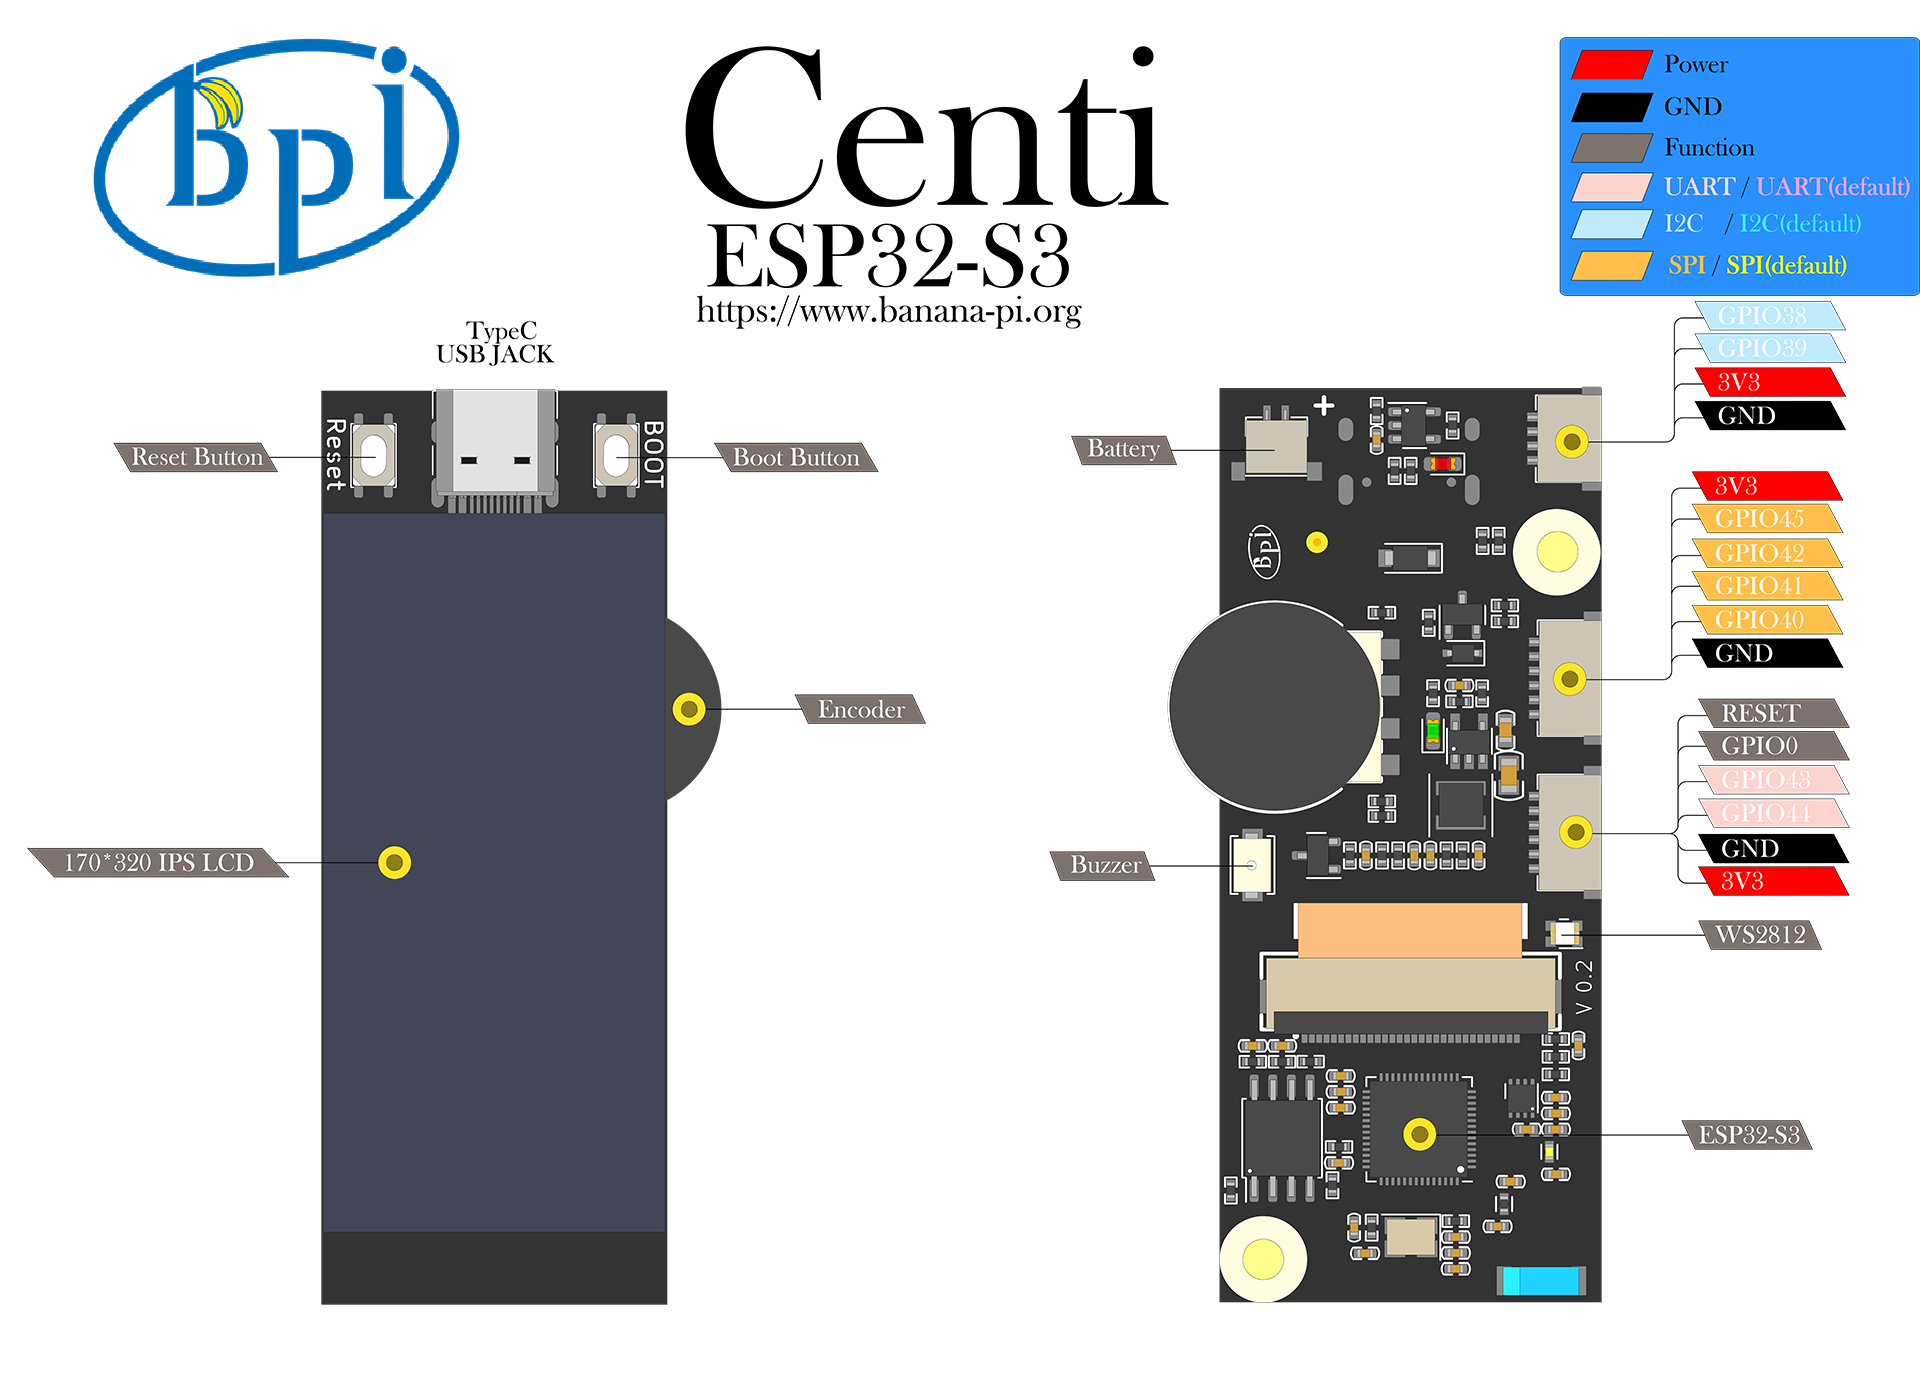 bpi
Centi
ESP32-S3
https://www.banana-pi.org
Power
GND
Function
UART / UART(default)
I2C / I2C(default)
SPI / SPI(default)
TypeC
USB JACK
Reset
BOOT
Reset Button
Boot Button
Encoder
170*320 IPS LCD
Battery
+
bpi
Buzzer
V 0.2
GPIO38
GPIO39
3V3
GND
3V3
GPIO45
GPIO42
GPIO41
GPIO40
GND
RESET
GPIO0
GPIO43
GPIO44
GND
3V3
WS2812
ESP32-S3